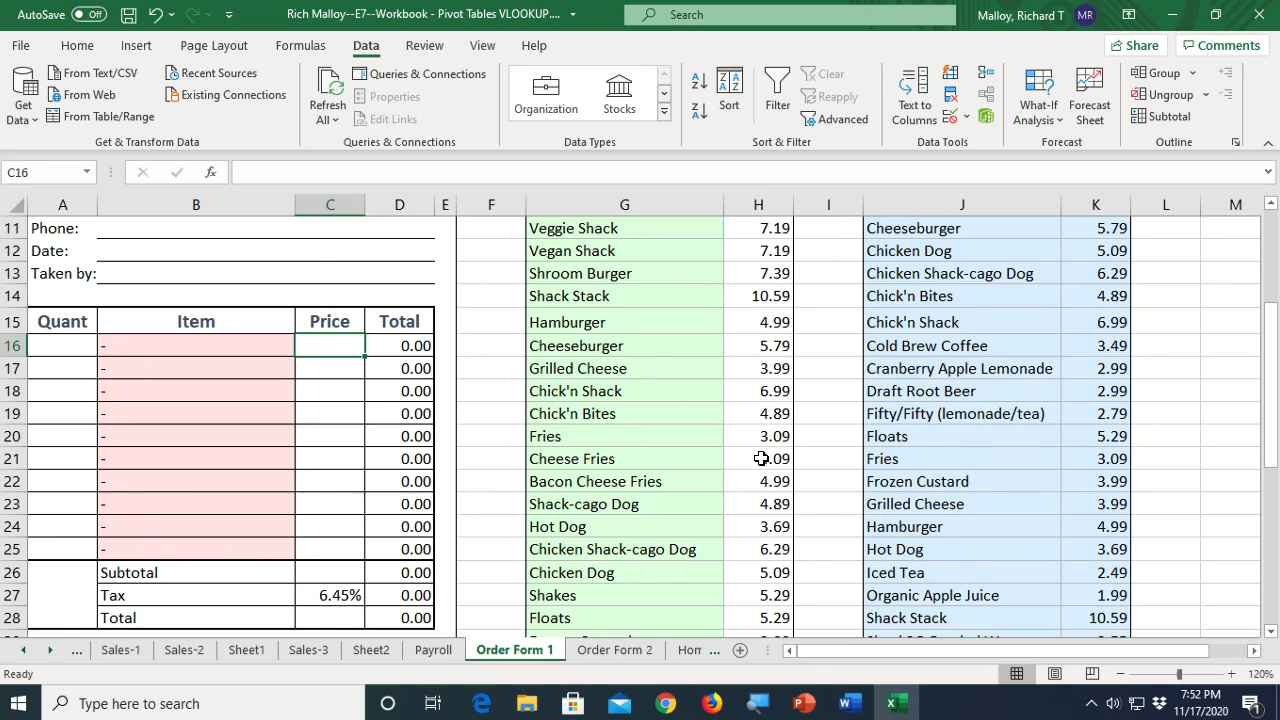 AutoSave Off Rich Malloy--E7--Workbook - Pivot Tables VLOOKUP.... Search Malloy, Richard T MR
File Home Insert Page Layout Formulas Data Review View Help Share Comments
Get Data From Text/CSV From Web From Table/Range Recent Sources Existing Connections
Get & Transform Data
Refresh All Queries & Connections Properties Edit Links
Queries & Connections
Organization Stocks
Data Types
Sort Filter Clear Reapply Advanced
Sort & Filter
Text to Columns
Data Tools
What-If Analysis Forecast Sheet
Forecast
Group Ungroup Subtotal
Outline
C16 fx
A B C D E F G H I J K L M
11 Phone: Veggie Shack 7.19 Cheeseburger 5.79
12 Date: Vegan Shack 7.19 Chicken Dog 5.09
13 Taken by: Shroom Burger 7.39 Chicken Shack-cago Dog 6.29
14 Shack Stack 10.59 Chick'n Bites 4.89
15 Quant Item Price Total Hamburger 4.99 Chick'n Shack 6.99
16 - 0.00 Cheeseburger 5.79 Cold Brew Coffee 3.49
17 - 0.00 Grilled Cheese 3.99 Cranberry Apple Lemonade 2.99
18 - 0.00 Chick'n Shack 6.99 Draft Root Beer 2.99
19 - 0.00 Chick'n Bites 4.89 Fifty/Fifty (lemonade/tea) 2.79
20 - 0.00 Fries 3.09 Floats 5.29
21 - 0.00 Cheese Fries .09 Fries 3.09
22 - 0.00 Bacon Cheese Fries 4.99 Frozen Custard 3.99
23 - 0.00 Shack-cago Dog 4.89 Grilled Cheese 3.99
24 - 0.00 Hot Dog 3.69 Hamburger 4.99
25 - 0.00 Chicken Shack-cago Dog 6.29 Hot Dog 3.69
26 Subtotal 0.00 Chicken Dog 5.09 Iced Tea 2.49
27 Tax 6.45% 0.00 Shakes 5.29 Organic Apple Juice 1.99
28 Total 0.00 Floats 5.29 Shack Stack 10.59
... Sales-1 Sales-2 Sheet1 Sales-3 Sheet2 Payroll Order Form 1 Order Form 2 Hom ...
Ready 120%
Type here to search 7:52 PM
11/17/2020 1